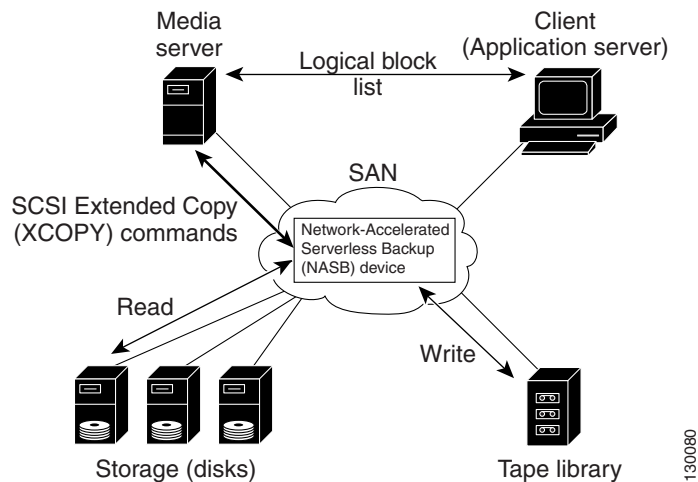 Media
server
Client
(Application server)
Logical block
list
SAN
SCSI Extended Copy
(XCOPY) commands
Network-Accelerated
Serverless Backup
(NASB) device
Read
Write
Storage (disks)
Tape library
130080